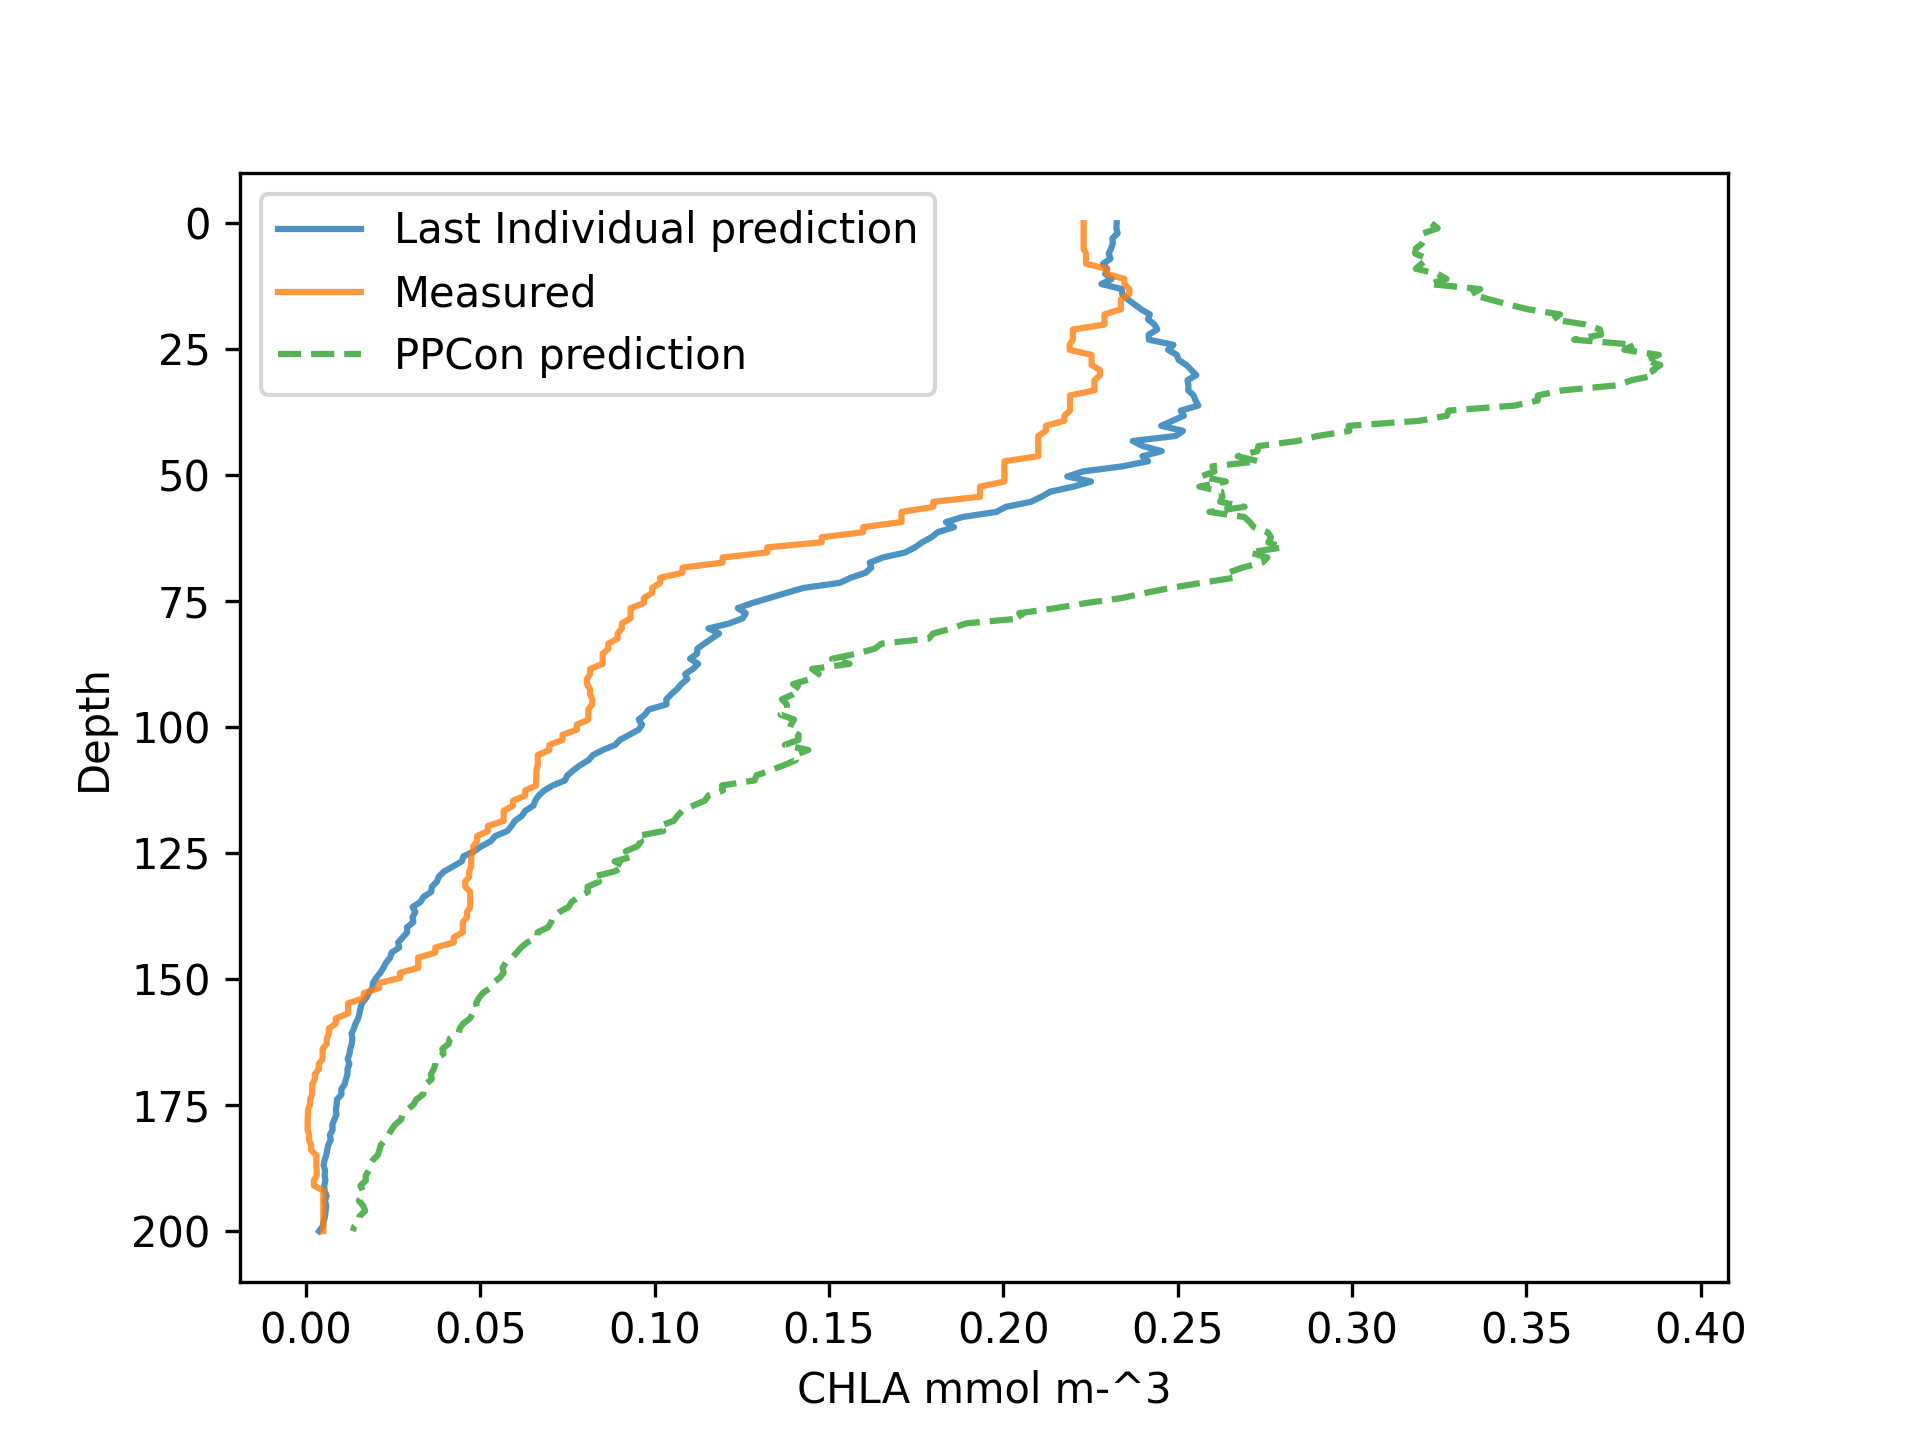 Last Individual prediction
Measured
PPCon prediction
0
25
50
75
100
125
150
175
200
Depth
0.00 0.05 0.10 0.15 0.20 0.25 0.30 0.35 0.40
CHLA mmol m-^3